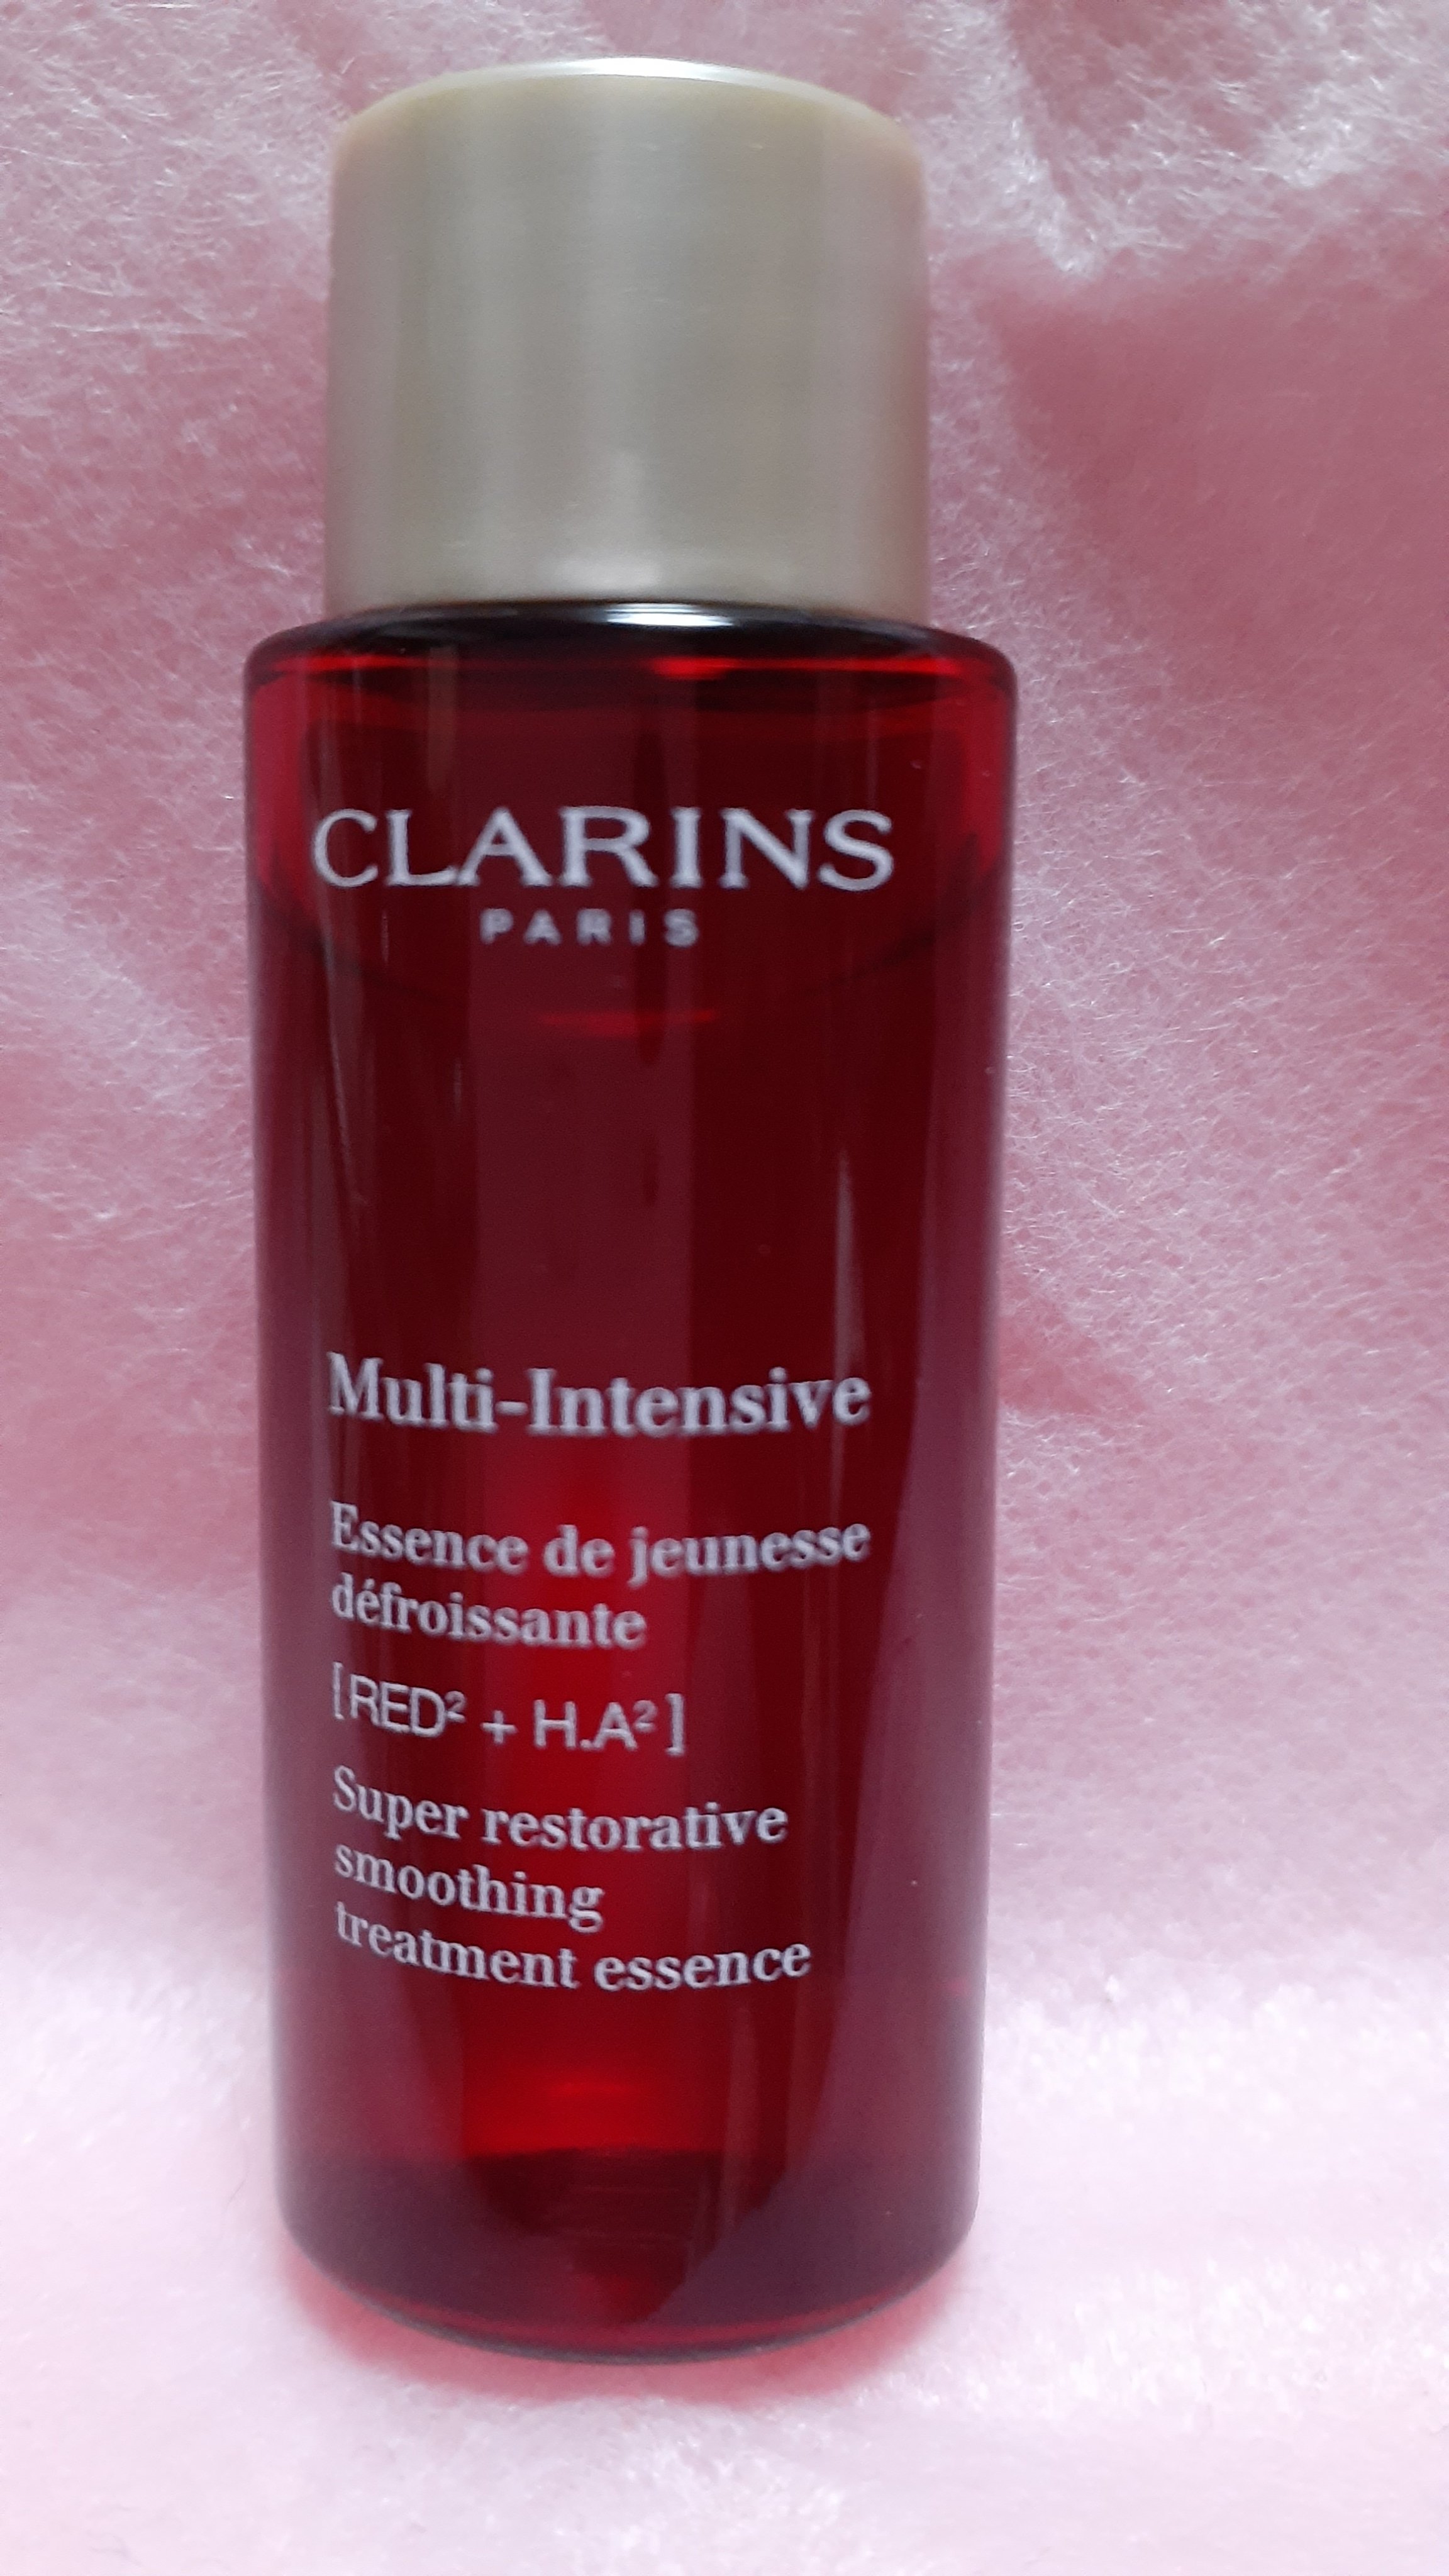 CLARINS
PARIS
Multi-Intensive
Essence de jeunesse
défroissante
[RED² + H.A²]
Super restorative
smoothing
treatment essence